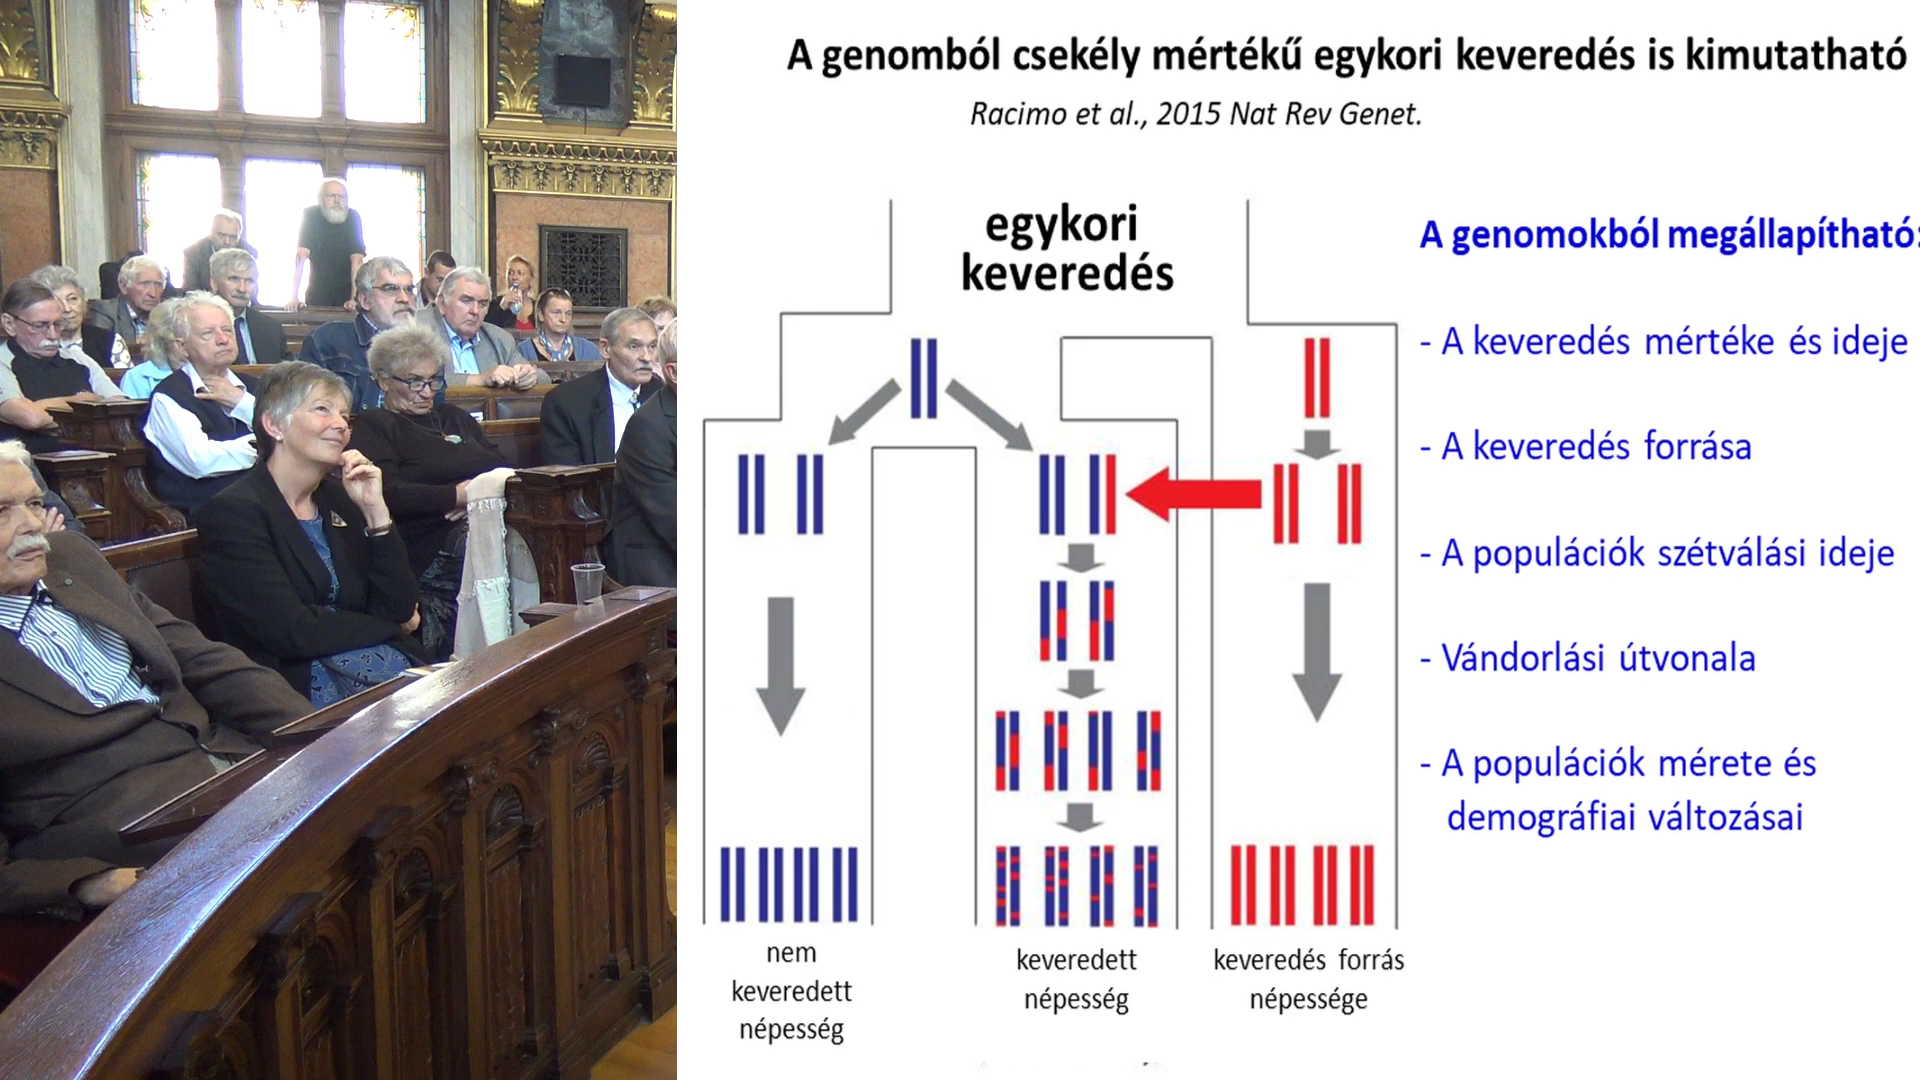 A genomból csekély mértékű egykori keveredés is kimutatható
Racimo et al., 2015 Nat Rev Genet.
egykori
keveredés
nem
keveredett
népesség
keveredett
népesség
keveredés forrás
népessége
A genomokból megállapítható:
- A keveredés mértéke és ideje
- A keveredés forrása
- A populációk szétválási ideje
- Vándorlási útvonala
- A populációk mérete és
demográfiai változásai